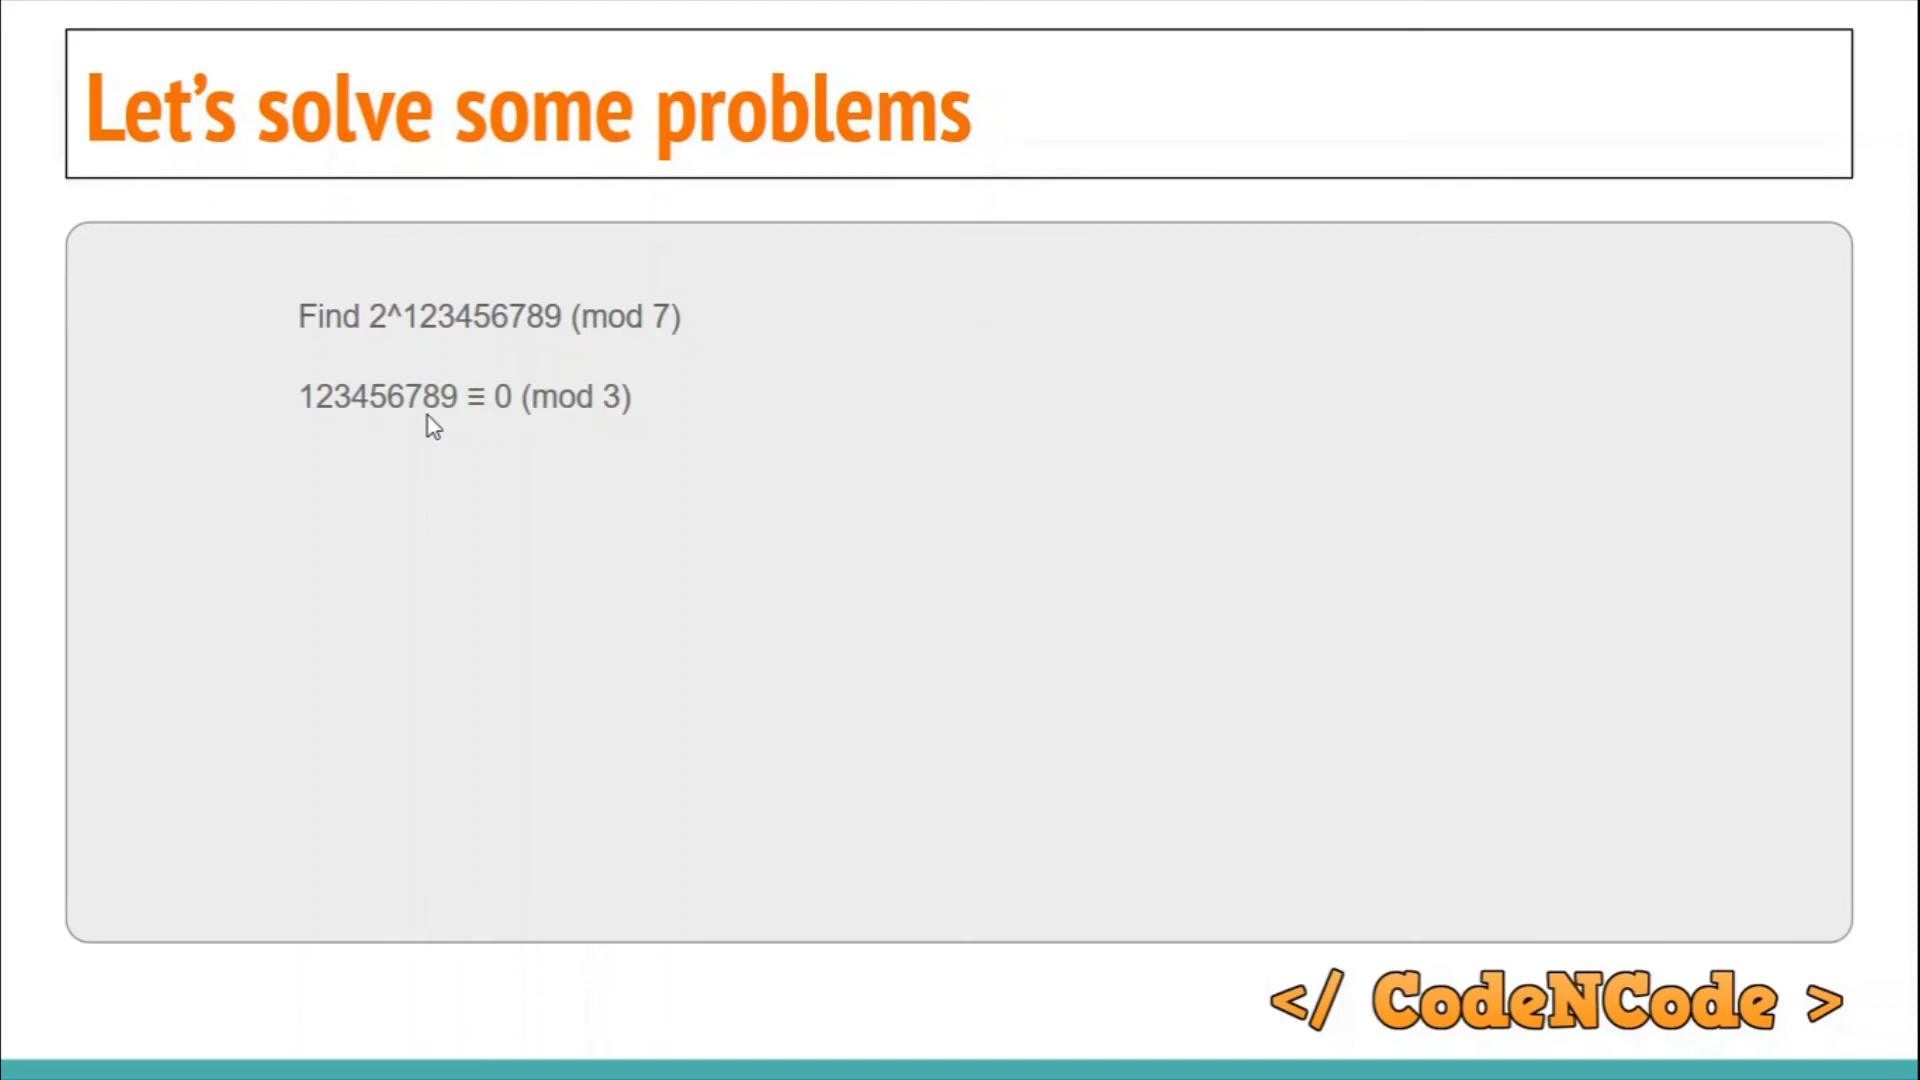 Let’s solve some problems
Find 2^123456789 (mod 7)
123456789 ≡ 0 (mod 3)
</ CodeNCode >